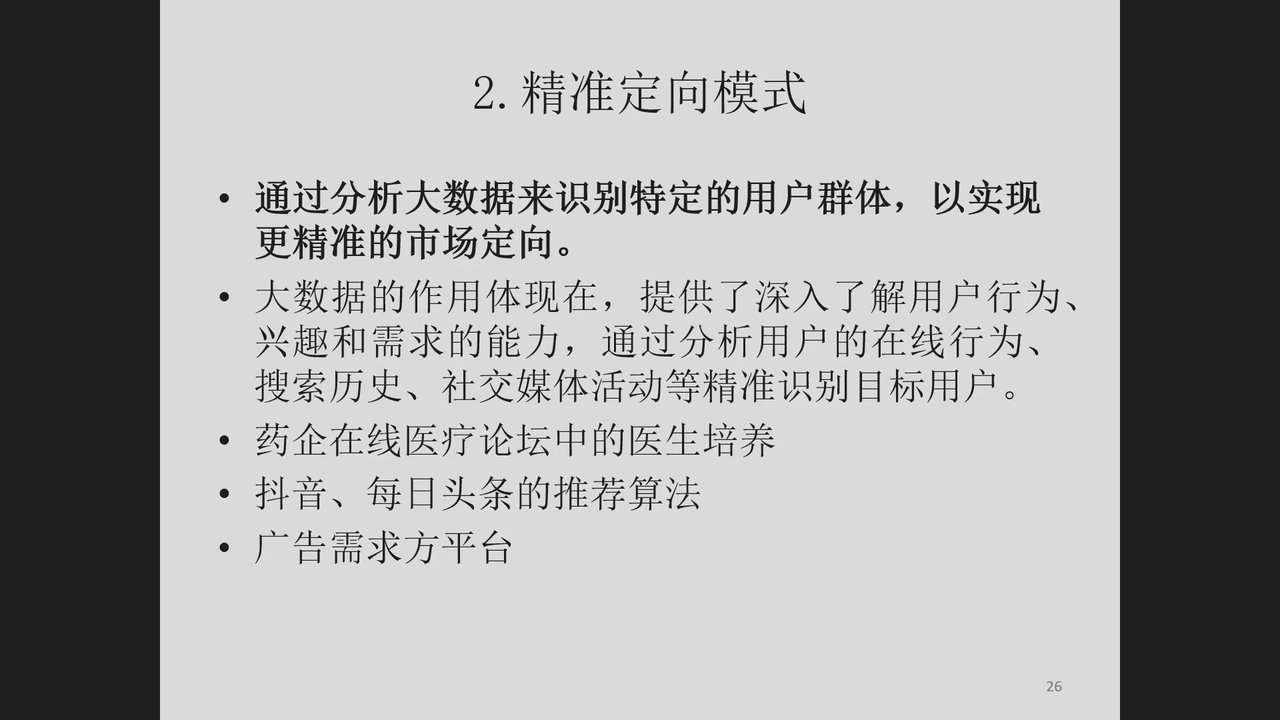 2.精准定向模式
• 通过分析大数据来识别特定的用户群体，以实现
更精准的市场定向。
• 大数据的作用体现在，提供了深入了解用户行为、
兴趣和需求的能力，通过分析用户的在线行为、
搜索历史、社交媒体活动等精准识别目标用户。
• 药企在线医疗论坛中的医生培养
• 抖音、每日头条的推荐算法
• 广告需求方平台
26